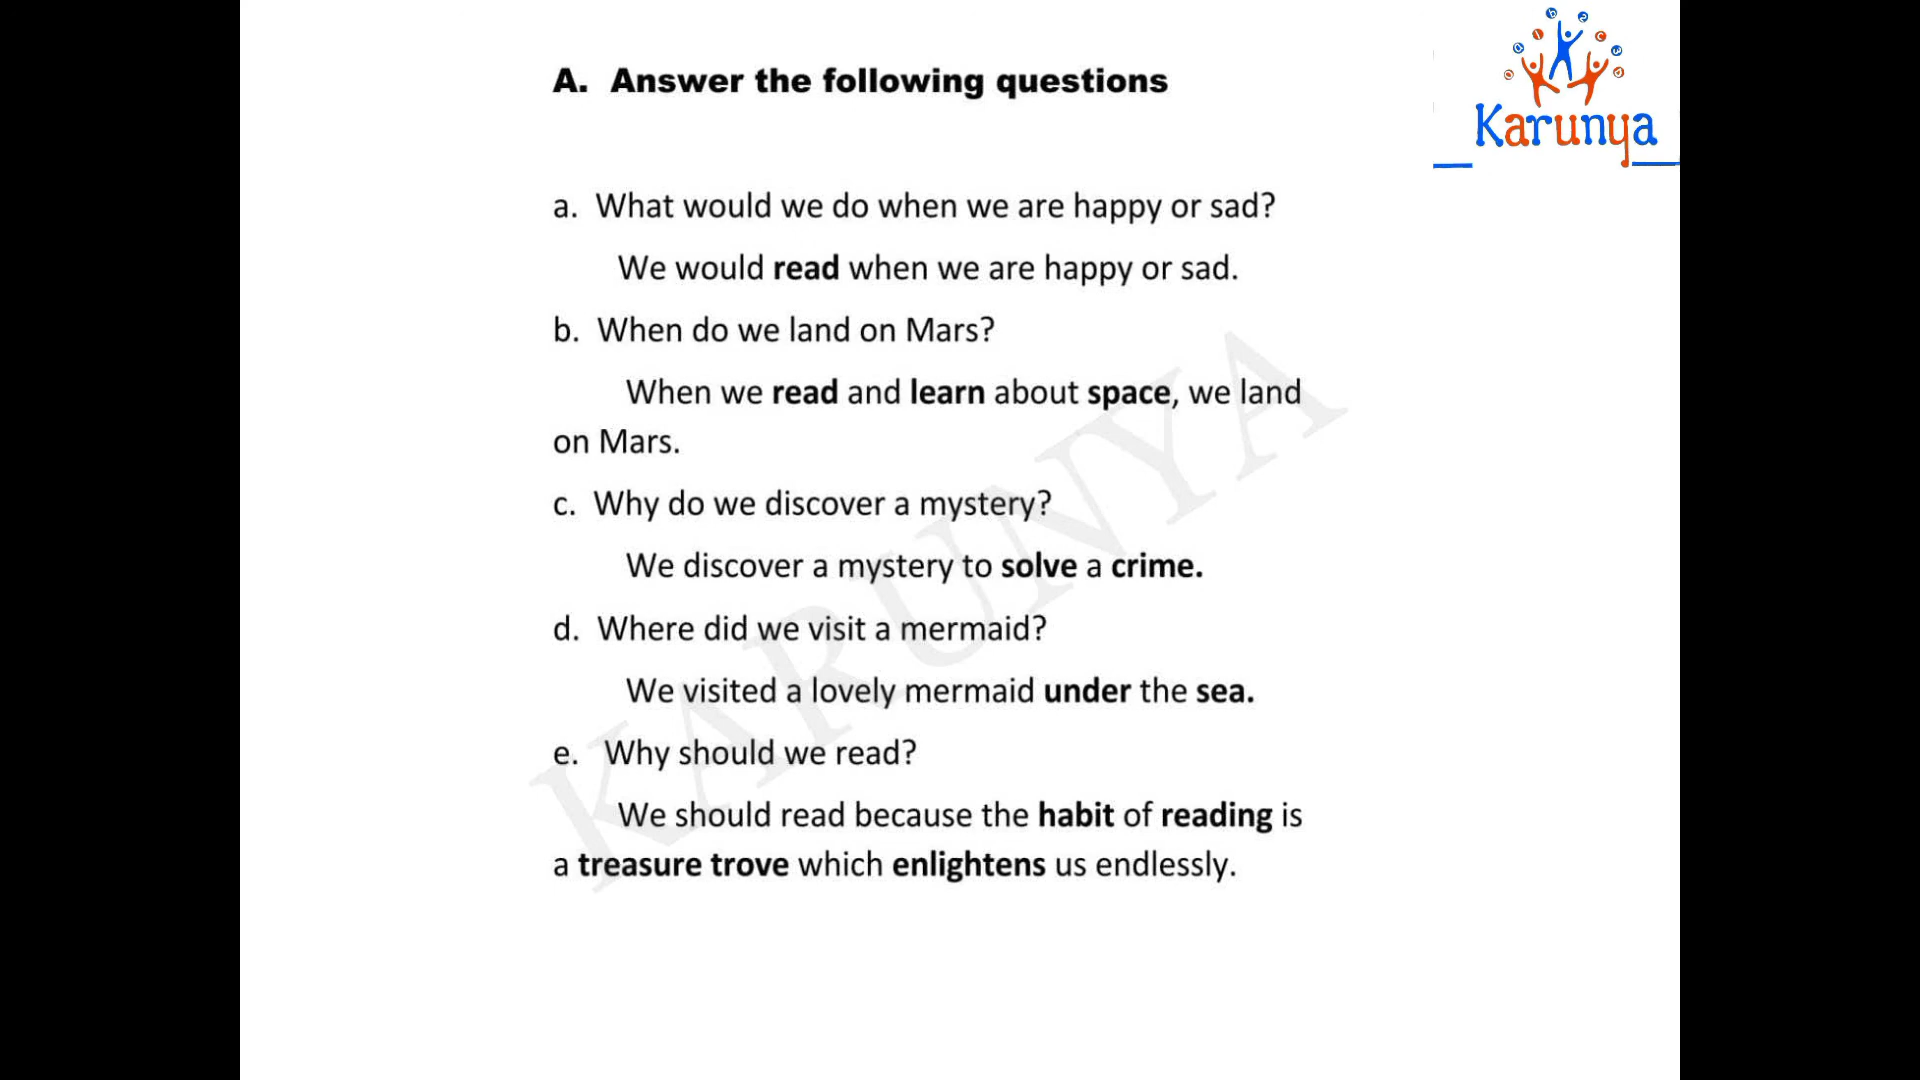 A. Answer the following questions
Karunya
a. What would we do when we are happy or sad?
We would read when we are happy or sad.
b. When do we land on Mars?
When we read and learn about space, we land
on Mars.
c. Why do we discover a mystery?
We discover a mystery to solve a crime.
d. Where did we visit a mermaid?
We visited a lovely mermaid under the sea.
e. Why should we read?
We should read because the habit of reading is
a treasure trove which enlightens us endlessly.
KARUNYA